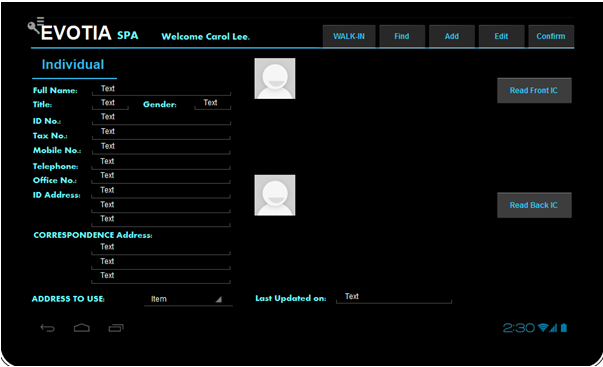 EVOTIA SPA Welcome Carol Lee. WALK-IN Find Add Edit Confirm
Individual
Full Name: Text
Title: Text Gender: Text
ID No.: Text
Tax No.: Text
Mobile No.: Text
Telephone: Text
Office No.: Text
ID Address: Text
Text
Text
CORRESPONDENCE Address:
Text
Text
Text
Read Front IC
Read Back IC
ADDRESS TO USE: Item Last Updated on: Text
2:30